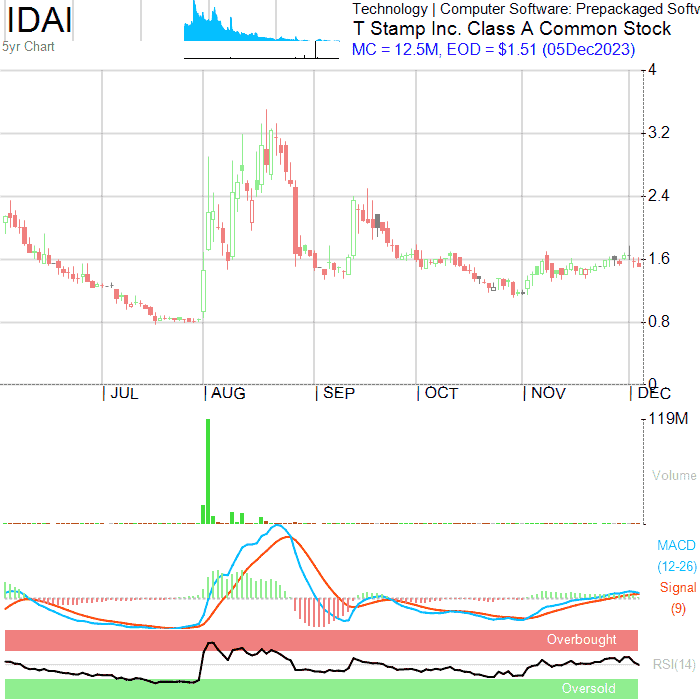 IDAI
5yr Chart
Technology | Computer Software: Prepackaged Softw
T Stamp Inc. Class A Common Stock
MC = 12.5M, EOD = $1.51 (05Dec2023)
4
3.2
2.4
1.6
0.8
0
| JUL | AUG | SEP | OCT | NOV | DEC
119M
Volume
MACD
(12-26)
Signal
(9)
Overbought
RSI(14)
Oversold